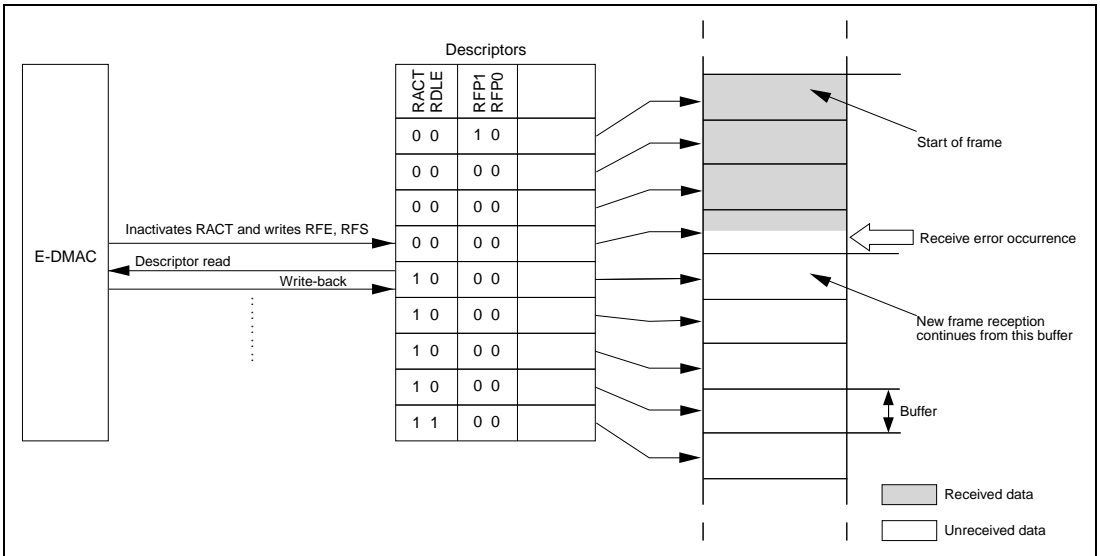 Descriptors
RACT
RDLE
RFP1
RFP0
0 0 1 0
0 0 0 0
0 0 0 0
0 0 0 0
1 0 0 0
1 0 0 0
1 0 0 0
1 0 0 0
1 1 0 0
E-DMAC
Inactivates RACT and writes RFE, RFS
Descriptor read
Write-back
Start of frame
Receive error occurrence
New frame reception
continues from this buffer
Buffer
Received data
Unreceived data